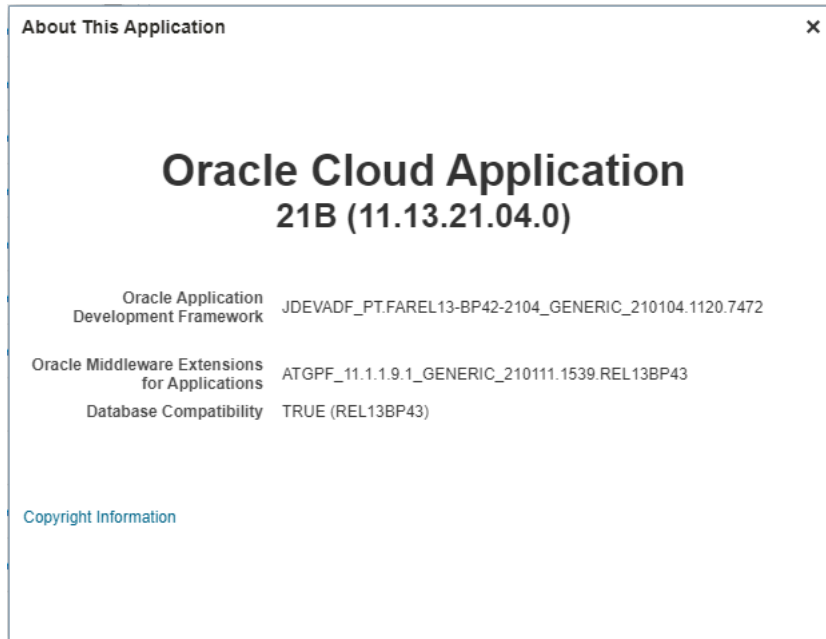 About This Application
Oracle Cloud Application
21B (11.13.21.04.0)
Oracle Application
Development Framework
JDEVADF_PT.FAREL13-BP42-2104_GENERIC_210104.1120.7472
Oracle Middleware Extensions
for Applications
ATGPF_11.1.1.9.1_GENERIC_210111.1539.REL13BP43
Database Compatibility TRUE (REL13BP43)
Copyright Information